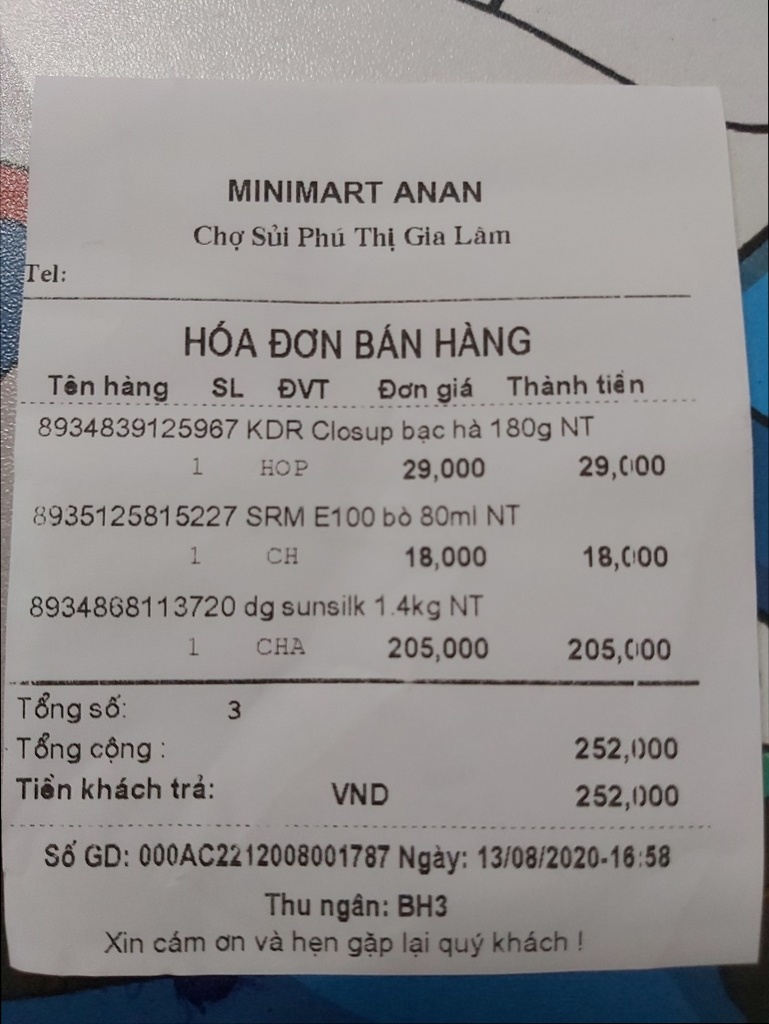 MINIMART ANAN
Chợ Sủi Phú Thị Gia Lâm
Tel:
HÓA ĐƠN BÁN HÀNG
Tên hàng SL ĐVT Đơn giá Thành tiền
8934839125967 KDR Closup bạc hà 180g NT
1 HOP 29,000 29,000
8935125815227 SRM E100 bò 80ml NT
1 CH 18,000 18,000
8934868113720 dg sunsilk 1.4kg NT
1 CHA 205,000 205,000
Tổng số: 3
Tổng cộng : 252,000
Tiền khách trả: VND 252,000
Số GD: 000AC2212008001787 Ngày: 13/08/2020-16:58
Thu ngân: BH3
Xin cám ơn và hẹn gặp lại quý khách !